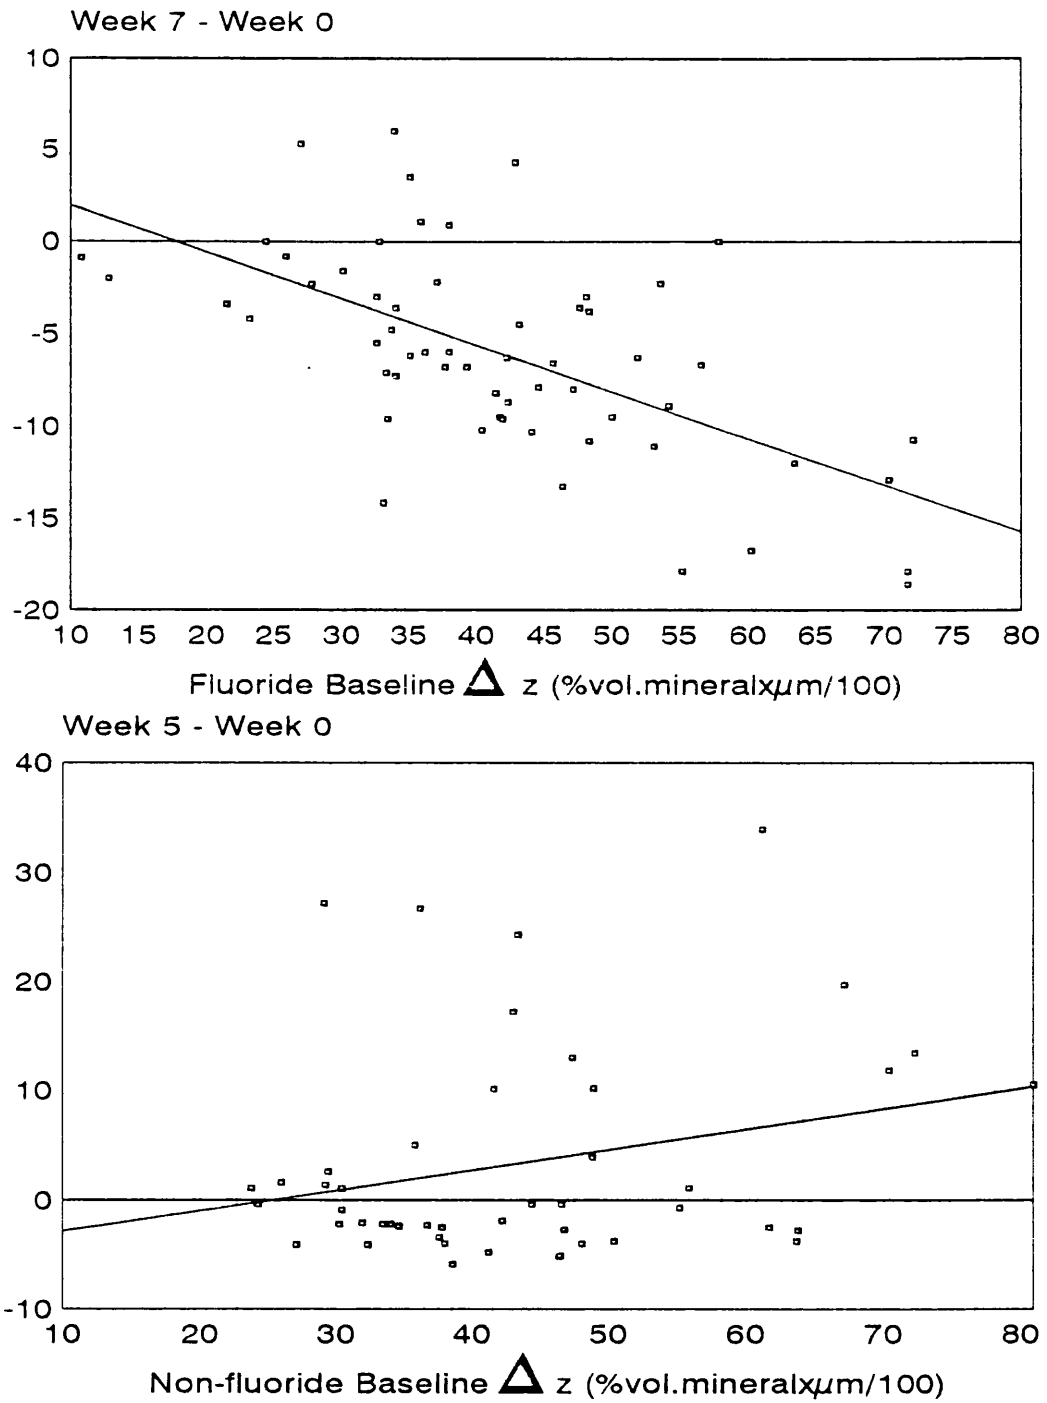 Week 7 - Week 0
10
5
0
-5
-10
-15
-20
10 15 20 25 30 35 40 45 50 55 60 65 70 75 80
Fluoride Baseline Δ z (%vol.mineralxμm/100)
Week 5 - Week 0
40
30
20
10
0
-10
10 20 30 40 50 60 70 80
Non-fluoride Baseline Δ z (%vol.mineralxμm/100)